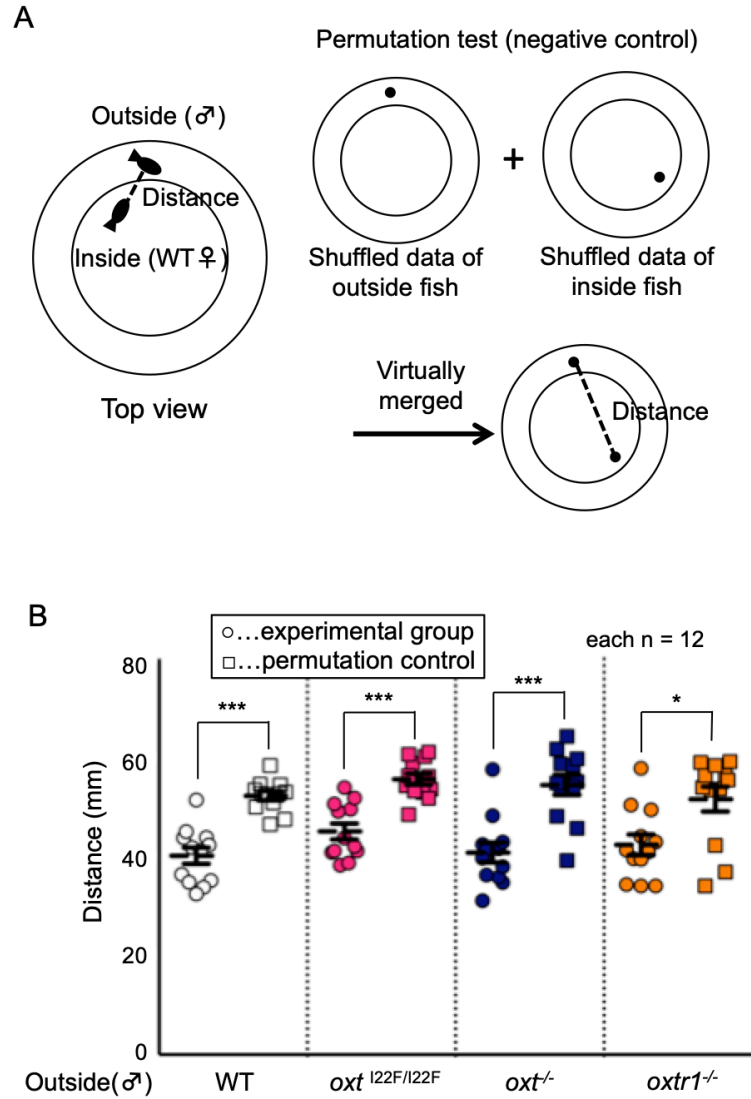 A
Permutation test (negative control)
Outside (♂)
Distance
Inside (WT♀)
Top view
+
Shuffled data of
outside fish
Shuffled data of
inside fish
Virtually
merged
Distance
B
○…experimental group
□…permutation control
each n = 12
Distance (mm)
80
60
40
20
0
***
***
***
*
Outside(♂)
WT
oxt I22F/I22F
oxt-/-
oxtr1-/-